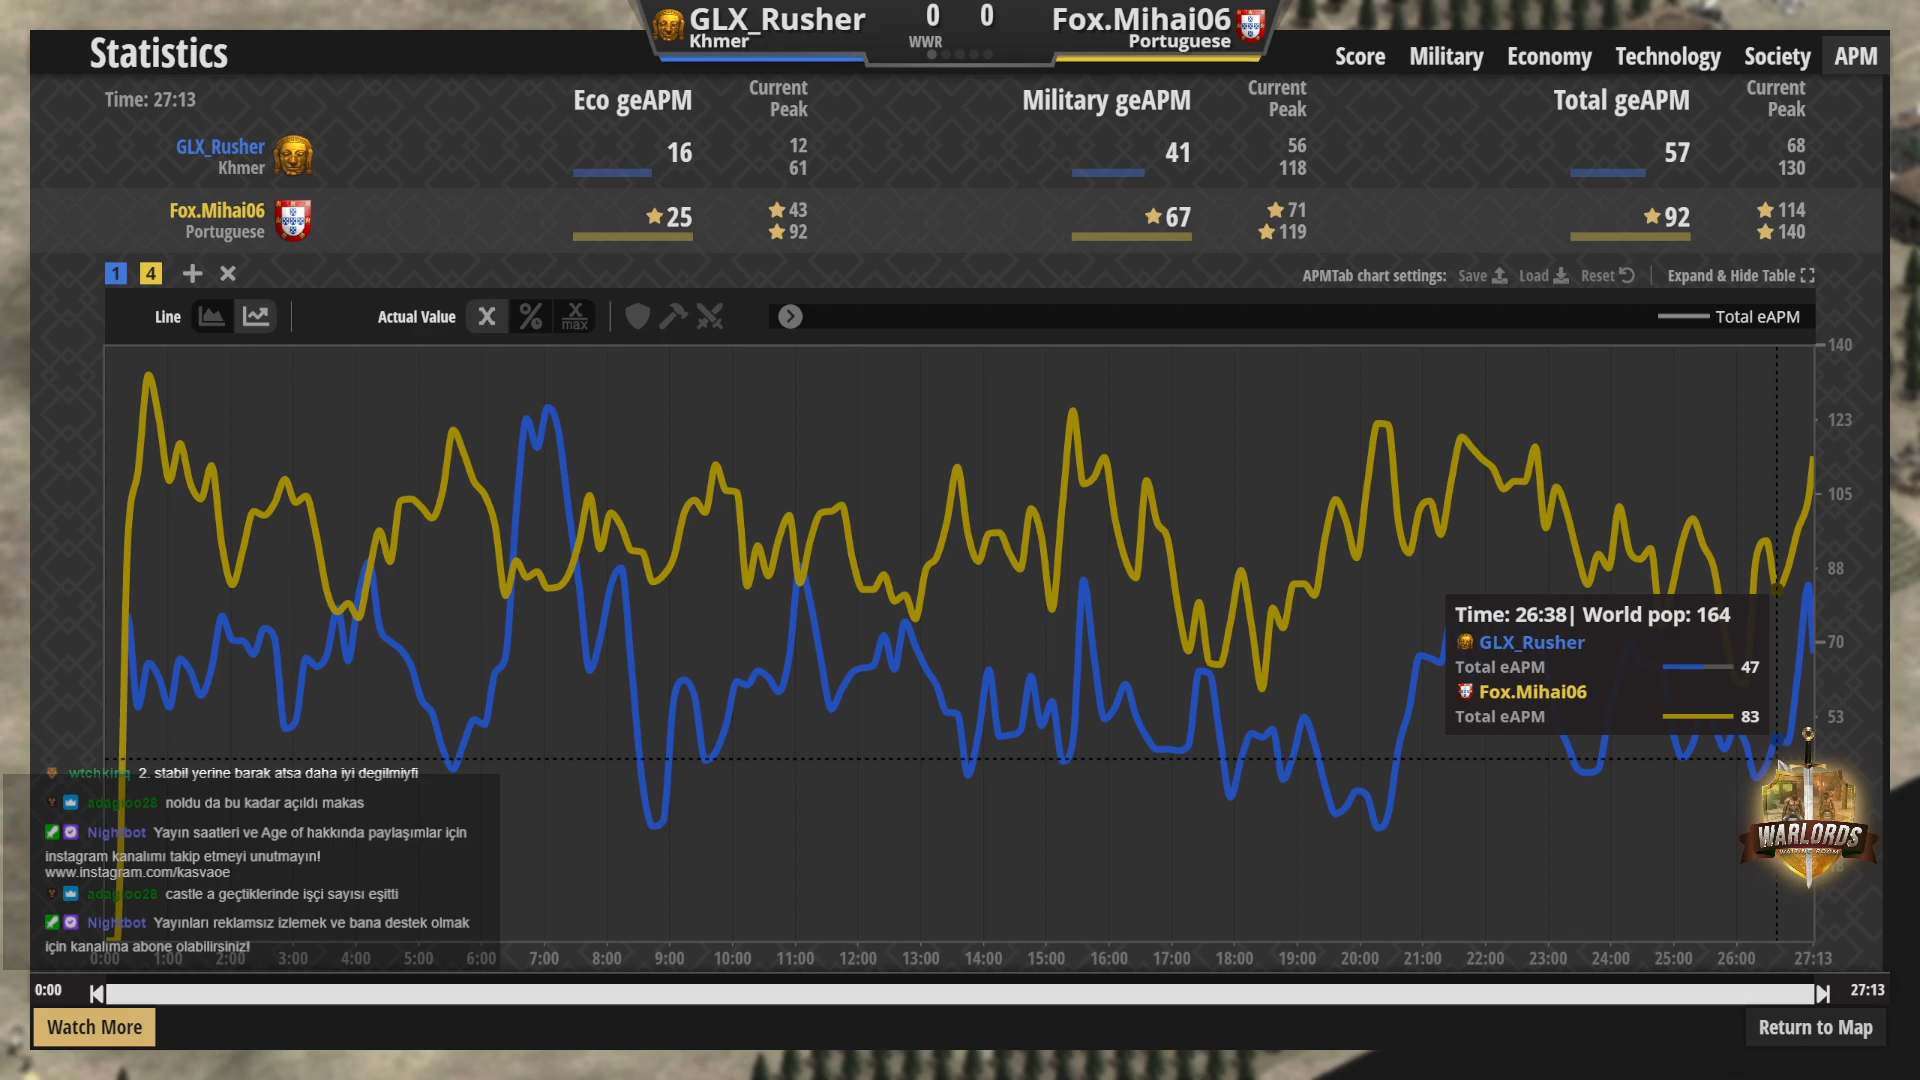 GLX_Rusher
Khmer
0 0
WWR
Fox.Mihai06
Portuguese
Statistics
Score Military Economy Technology Society APM
Time: 27:13
Eco geAPM
Current
Peak
Military geAPM
Current
Peak
Total geAPM
Current
Peak
GLX_Rusher
Khmer
16
12
61
41
56
118
57
68
130
Fox.Mihai06
Portuguese
25
43
92
67
71
119
92
114
140
1 4
APMTab chart settings: Save Load Reset Expand & Hide Table
Line
Actual Value
X % X max
Total eAPM
140
123
105
88
70
53
Time: 26:38| World pop: 164
GLX_Rusher
Total eAPM 47
Fox.Mihai06
Total eAPM 83
WARLORDS
WAITING ROOM
wtchkinq 2. stabil yerine barak atsa daha iyi degilmiyfi
noldu da bu kadar açıldı makas
Nightbot Yayın saatleri ve Age of hakkında paylaşımlar için
instagram kanalımı takip etmeyi unutmayın!
www.instagram.com/kasvaoe
castle a geçtiklerinde işçi sayısı eşitti
Nightbot Yayınları reklamsız izlemek ve bana destek olmak
için kanalıma abone olabilirsiniz!
0:00 1:00 2:00 3:00 4:00 5:00 6:00 7:00 8:00 9:00 10:00 11:00 12:00 13:00 14:00 15:00 16:00 17:00 18:00 19:00 20:00 21:00 22:00 23:00 24:00 25:00 26:00 27:13
0:00
27:13
Watch More
Return to Map